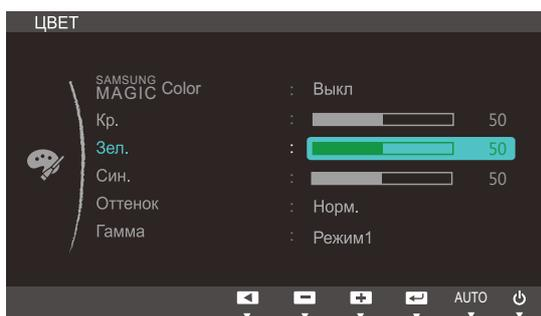 ЦВЕТ
SAMSUNG MAGIC Color : Выкл
Кр. : 50
Зел. : 50
Син. : 50
Оттенок : Норм.
Гамма : Режим1
AUTO